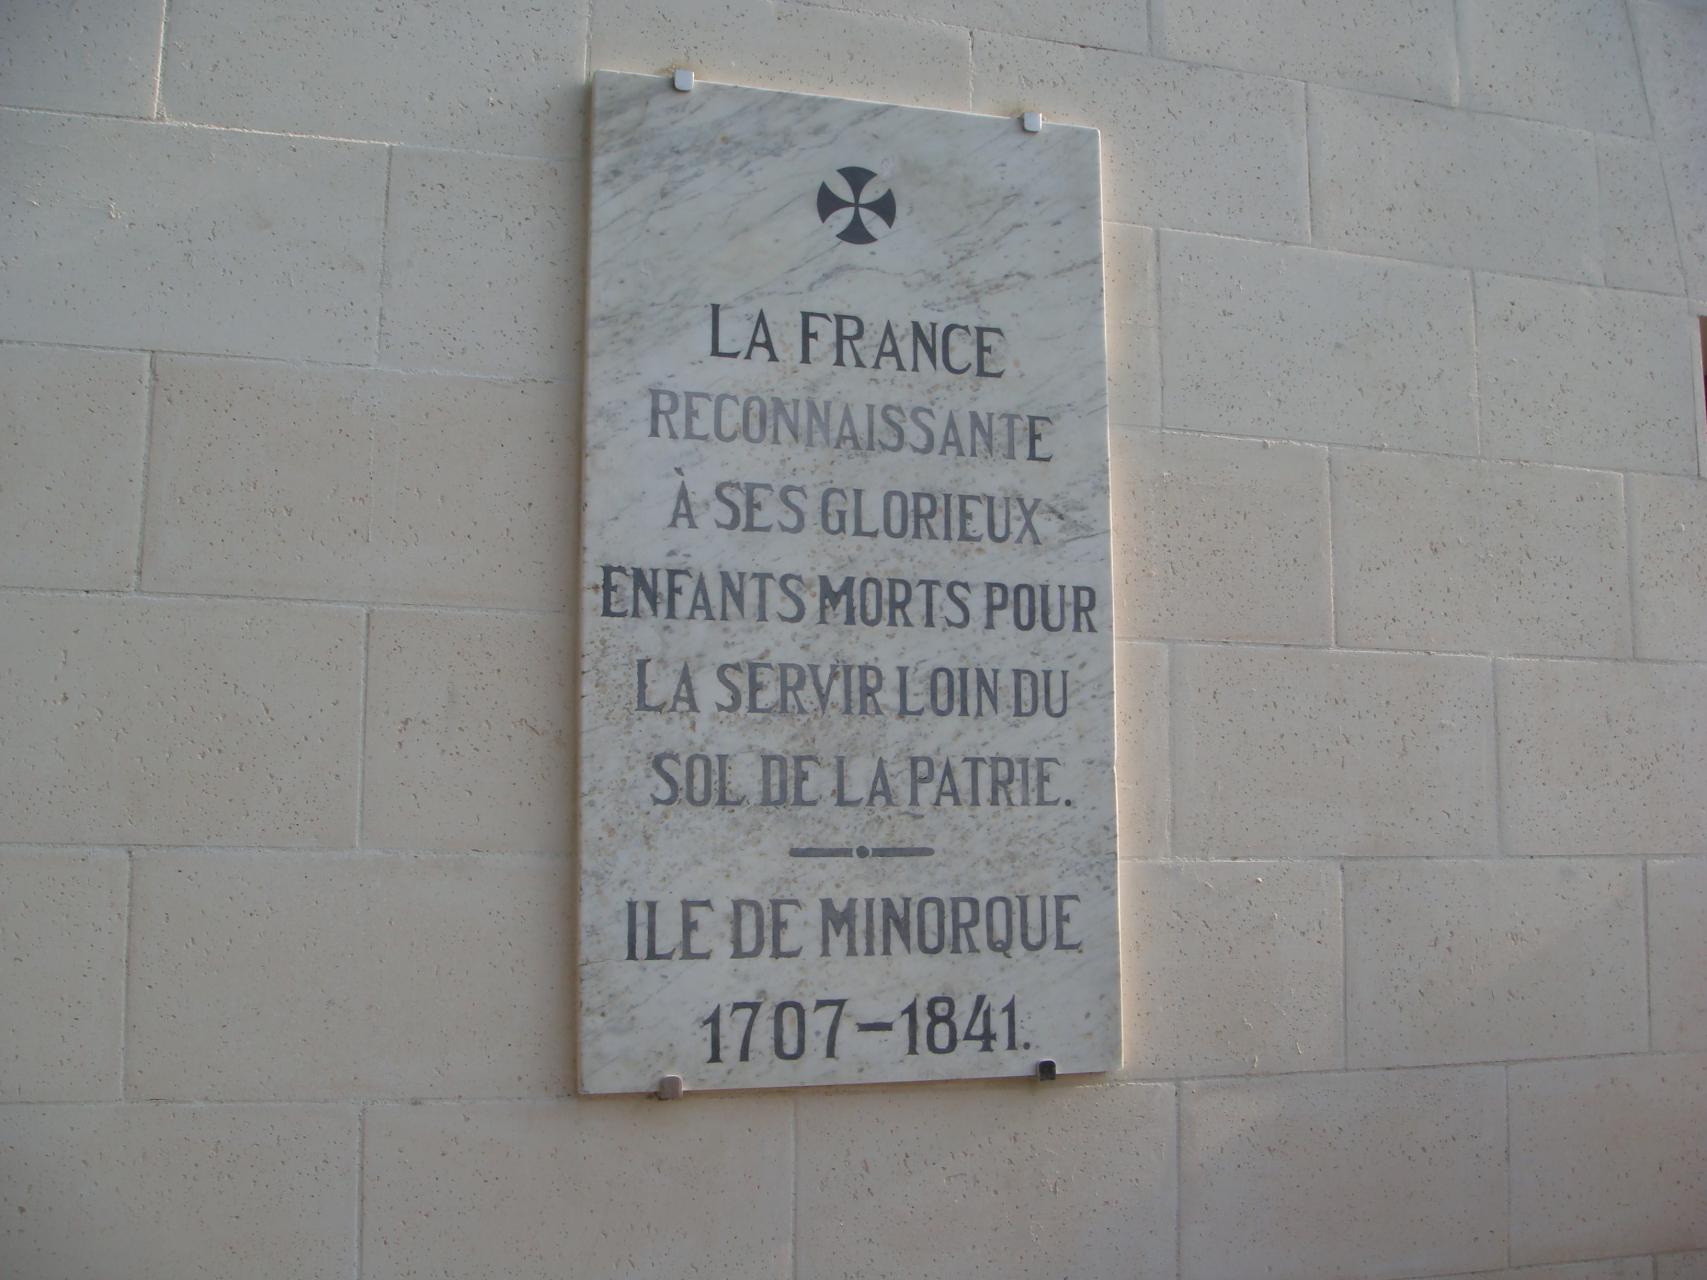 LA FRANCE
RECONNAISSANTE
À SES GLORIEUX
ENFANTS MORTS POUR
LA SERVIR LOIN DU
SOL DE LA PATRIE.
ILE DE MINORQUE
1707-1841.